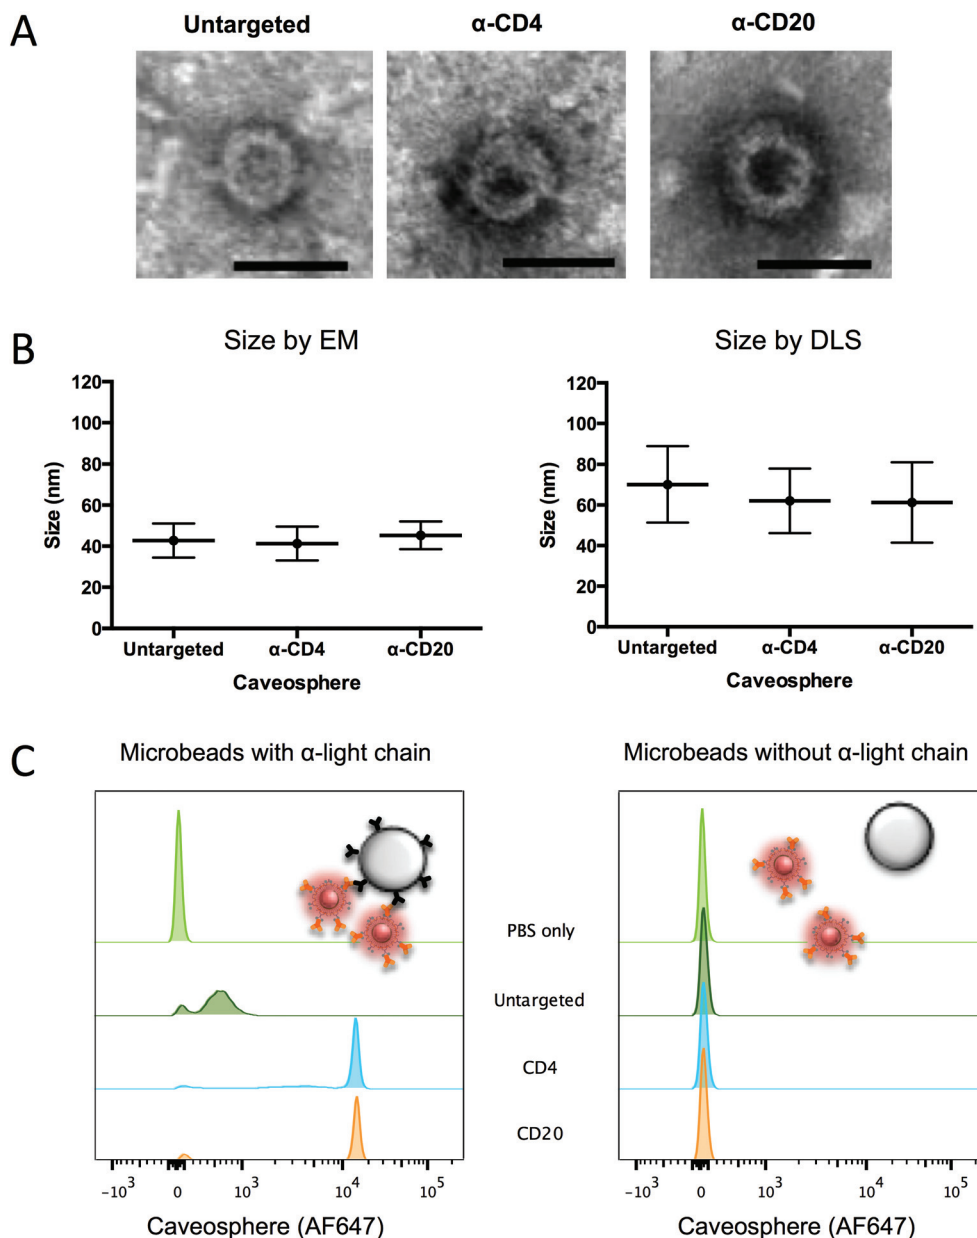 A
Untargeted α-CD4 α-CD20
B
Size by EM
120
100
80
60
40
20
0
Size (nm)
Untargeted α-CD4 α-CD20
Caveosphere
Size by DLS
120
100
80
60
40
20
0
Size (nm)
Untargeted α-CD4 α-CD20
Caveosphere
C
Microbeads with α-light chain
Microbeads without α-light chain
PBS only
Untargeted
CD4
CD20
−10³ 0 10³ 10⁴ 10⁵
Caveosphere (AF647)
−10³ 0 10³ 10⁴ 10⁵
Caveosphere (AF647)